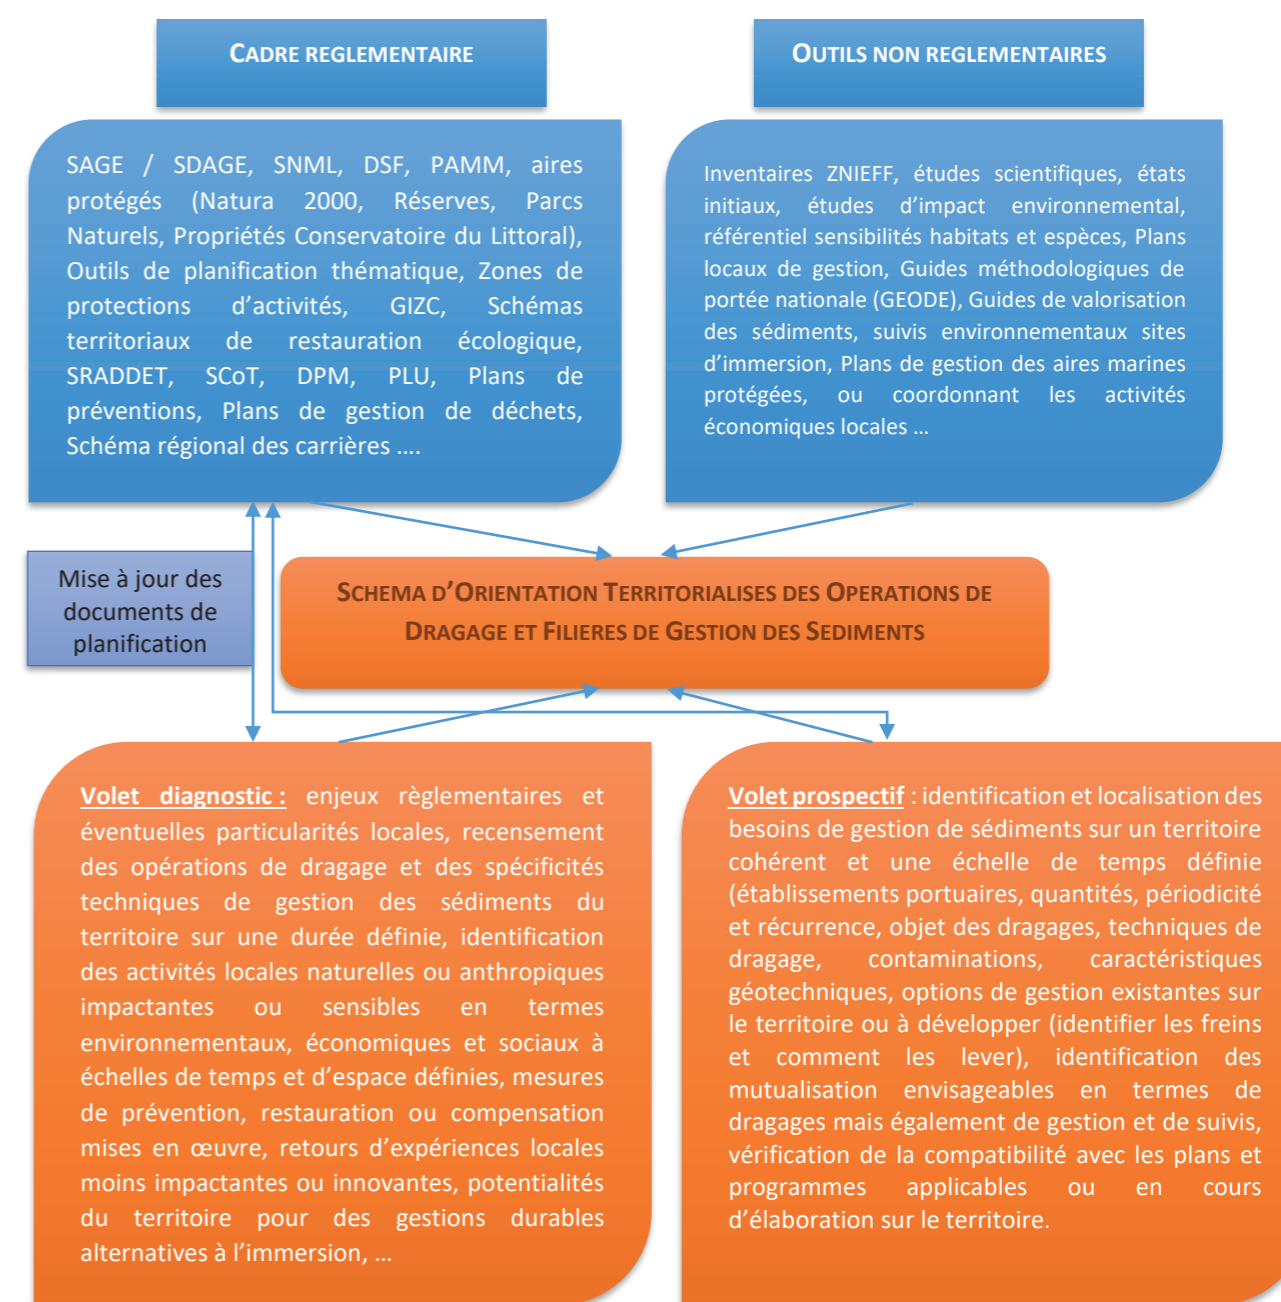 CADRE REGLEMENTAIRE
SAGE / SDAGE, SNML, DSF, PAMM, aires
protégés (Natura 2000, Réserves, Parcs
Naturels, Propriétés Conservatoire du Littoral),
Outils de planification thématique, Zones de
protections d’activités, GIZC, Schémas
territoriaux de restauration écologique,
SRADDET, SCoT, DPM, PLU, Plans de
préventions, Plans de gestion de déchets,
Schéma régional des carrières ….
OUTILS NON REGLEMENTAIRES
Inventaires ZNIEFF, études scientifiques, états
initiaux, études d’impact environnemental,
référentiel sensibilités habitats et espèces, Plans
locaux de gestion, Guides méthodologiques de
portée nationale (GEODE), Guides de valorisation
des sédiments, suivis environnementaux sites
d’immersion, Plans de gestion des aires marines
protégées, ou coordonnant les activités
économiques locales …
Mise à jour des
documents de
planification
SCHEMA D’ORIENTATION TERRITORIALISES DES OPERATIONS DE
DRAGAGE ET FILIERES DE GESTION DES SEDIMENTS
Volet diagnostic : enjeux règlementaires et
éventuelles particularités locales, recensement
des opérations de dragage et des spécificités
techniques de gestion des sédiments du
territoire sur une durée définie, identification
des activités locales naturelles ou anthropiques
impactantes ou sensibles en termes
environnementaux, économiques et sociaux à
échelles de temps et d’espace définies, mesures
de prévention, restauration ou compensation
mises en œuvre, retours d’expériences locales
moins impactantes ou innovantes, potentialités
du territoire pour des gestions durables
alternatives à l’immersion, …
Volet prospectif : identification et localisation des
besoins de gestion de sédiments sur un territoire
cohérent et une échelle de temps définie
(établissements portuaires, quantités, périodicité
et récurrence, objet des dragages, techniques de
dragage, contaminations, caractéristiques
géotechniques, options de gestion existantes sur
le territoire ou à développer (identifier les freins
et comment les lever), identification des
mutualisation envisageables en termes de
dragages mais également de gestion et de suivis,
vérification de la compatibilité avec les plans et
programmes applicables ou en cours
d’élaboration sur le territoire.